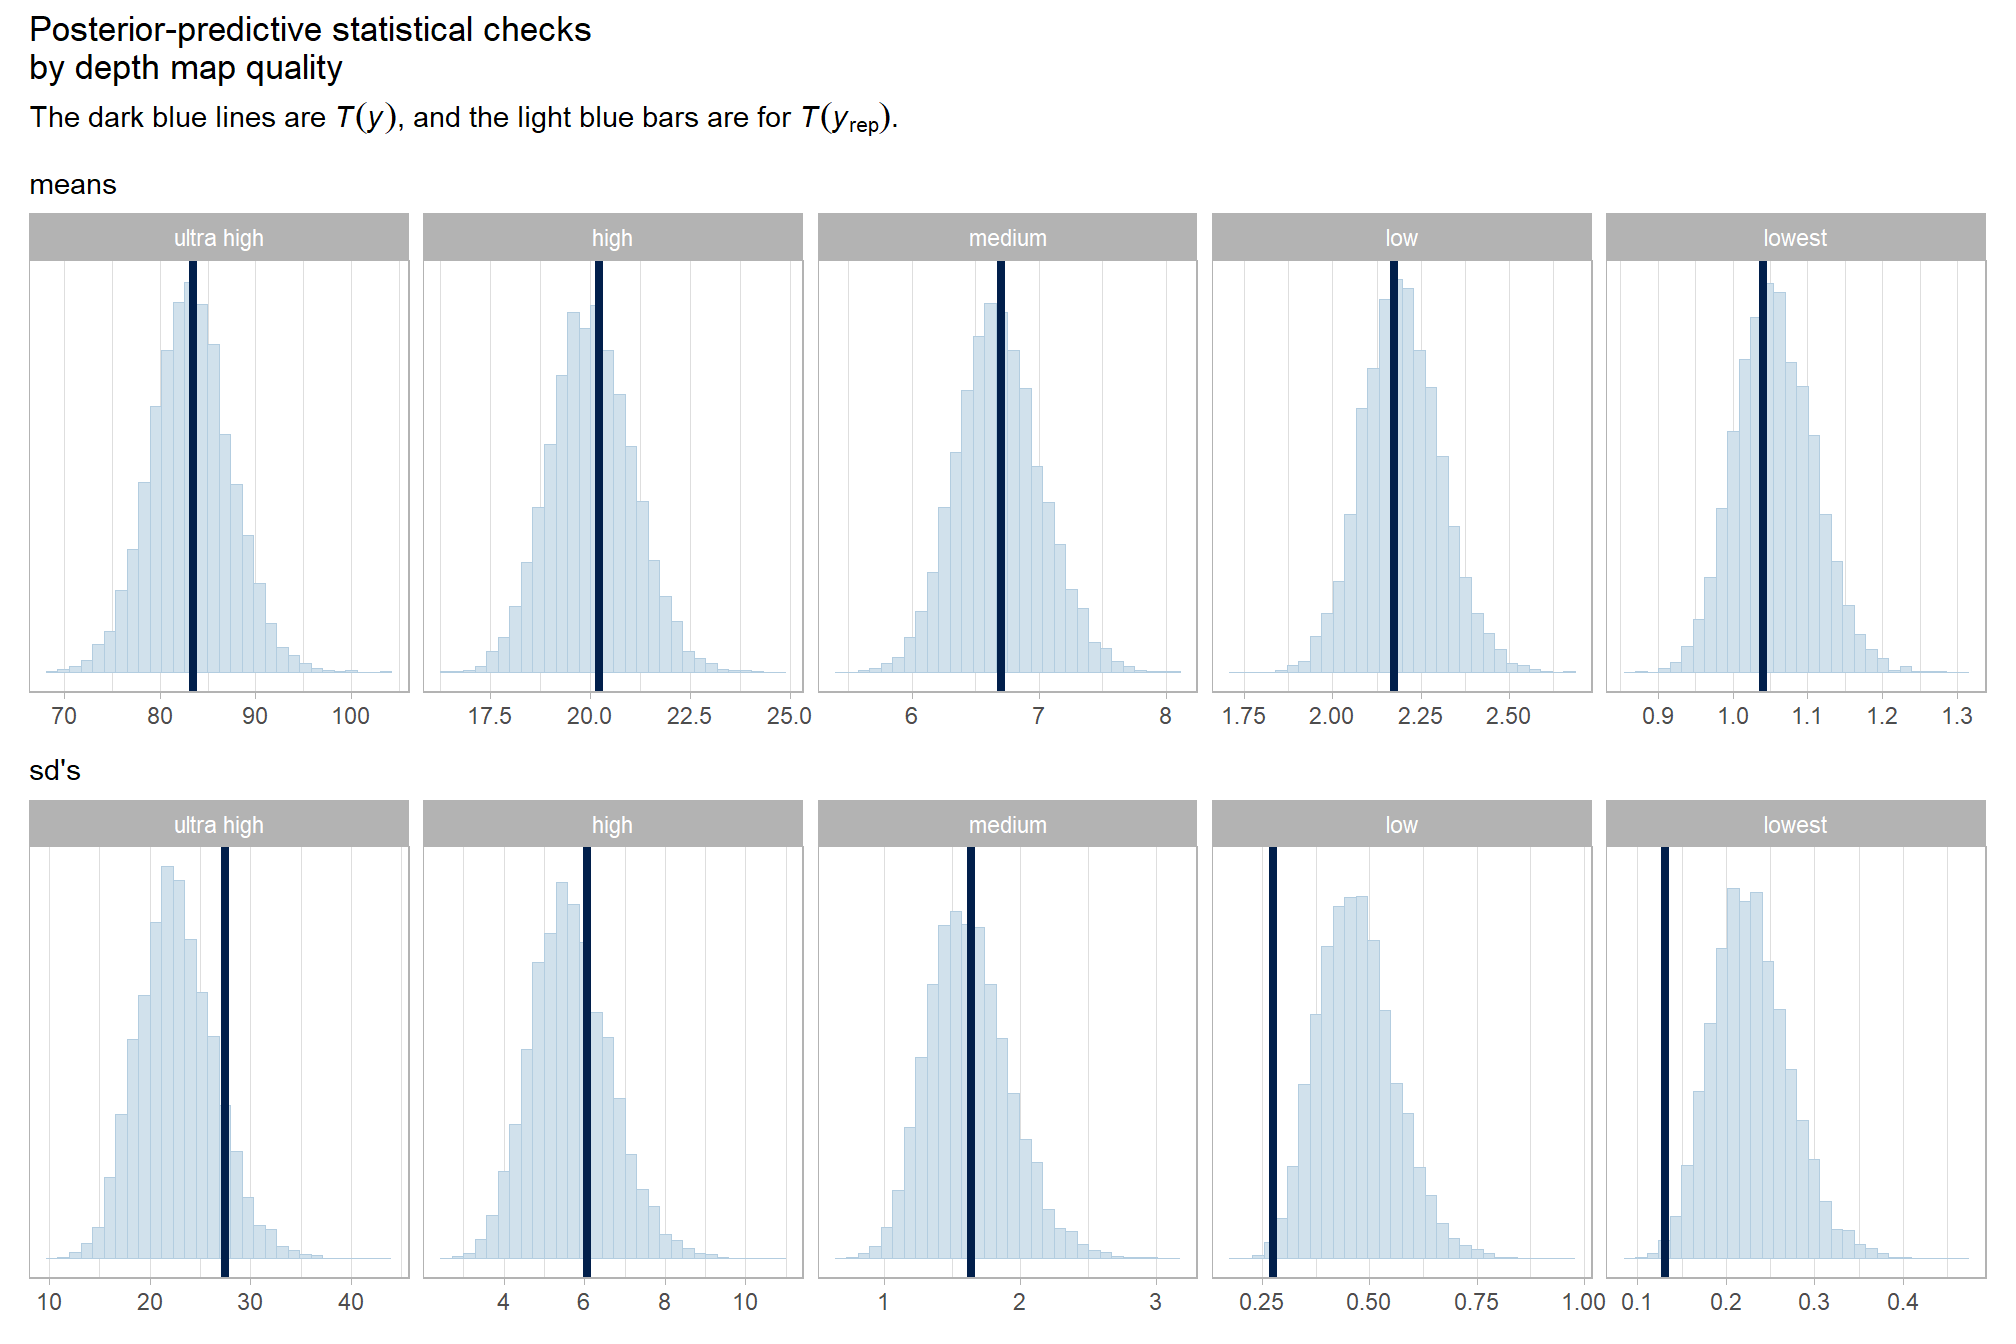 Posterior-predictive statistical checks
by depth map quality
The dark blue lines are T(y), and the light blue bars are for T(yrep).
means
ultra high high medium low lowest
70 80 90 100 17.5 20.0 22.5 25.0 6 7 8 1.75 2.00 2.25 2.50 0.9 1.0 1.1 1.2 1.3
sd's
ultra high high medium low lowest
10 20 30 40 4 6 8 10 1 2 3 0.25 0.50 0.75 1.00 0.1 0.2 0.3 0.4